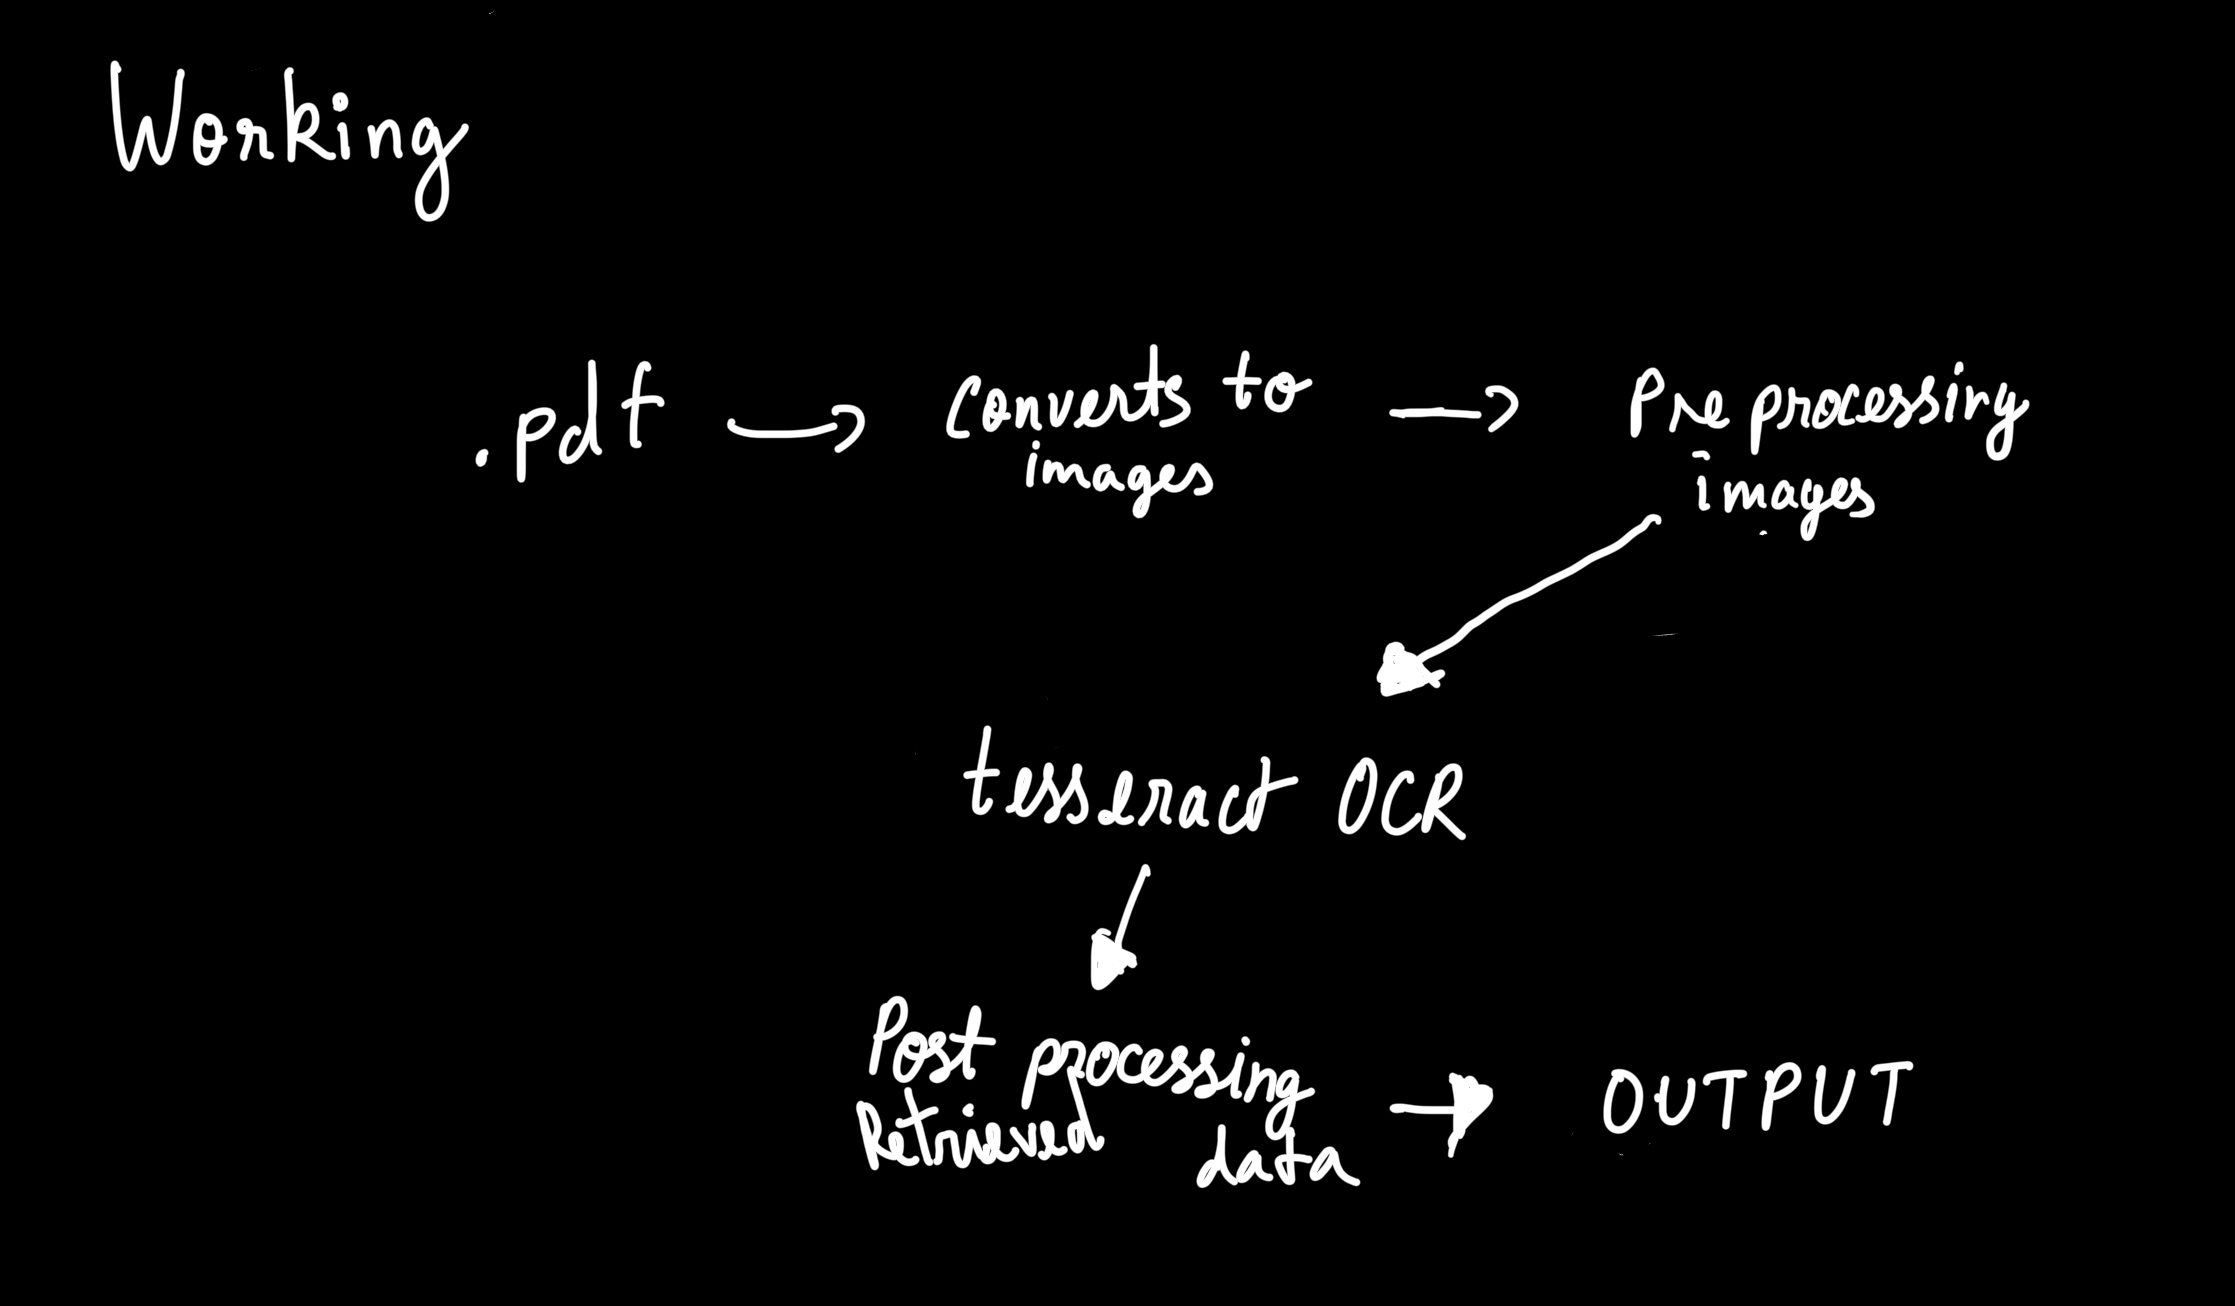 Working
.pdf → Converts to → Pre processing
images images
tesseract OCR
Post processing → OUTPUT
Retrieved data